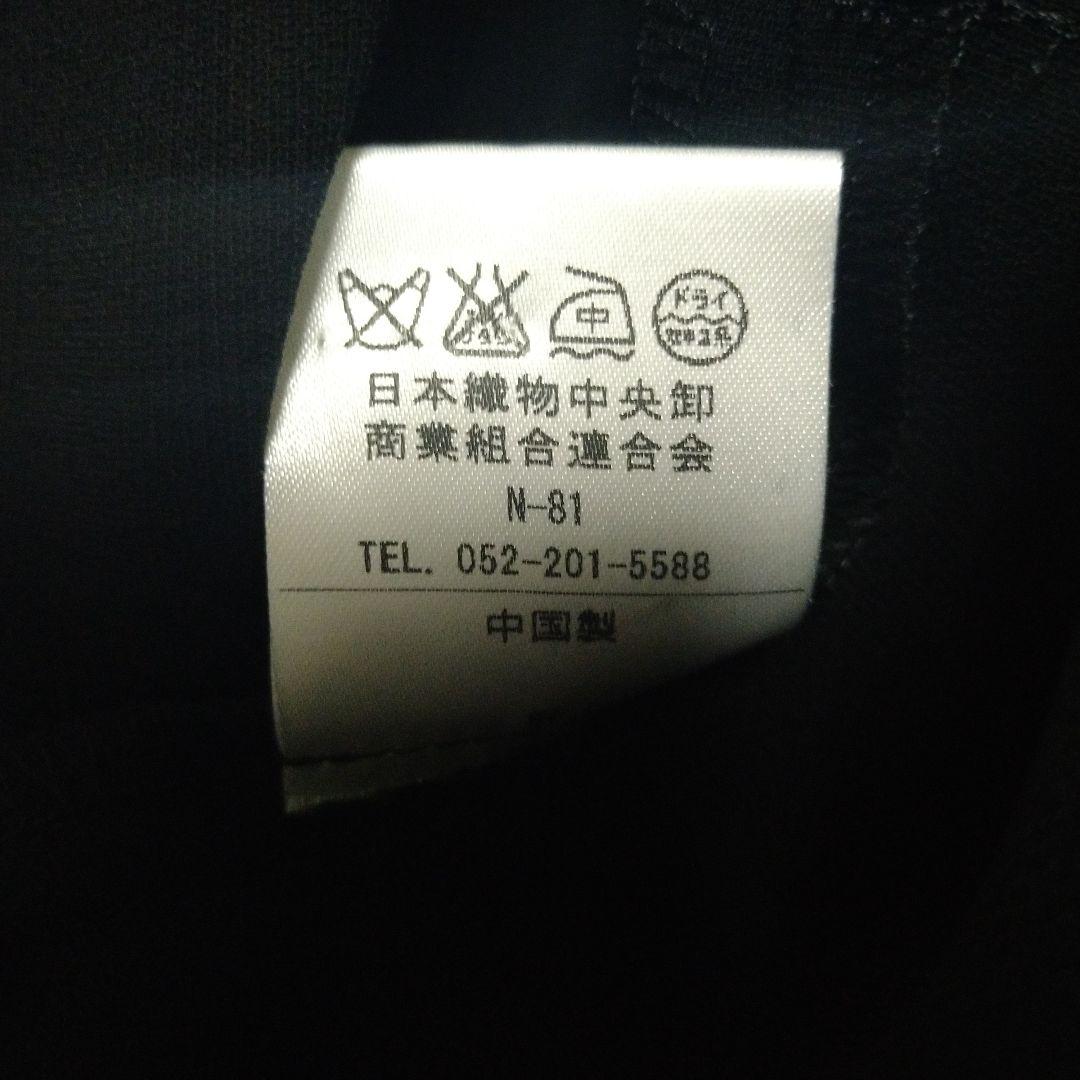 中
ドライ
日本織物中央卸
商業組合連合会
N-81
TEL. 052-201-5588
中国製